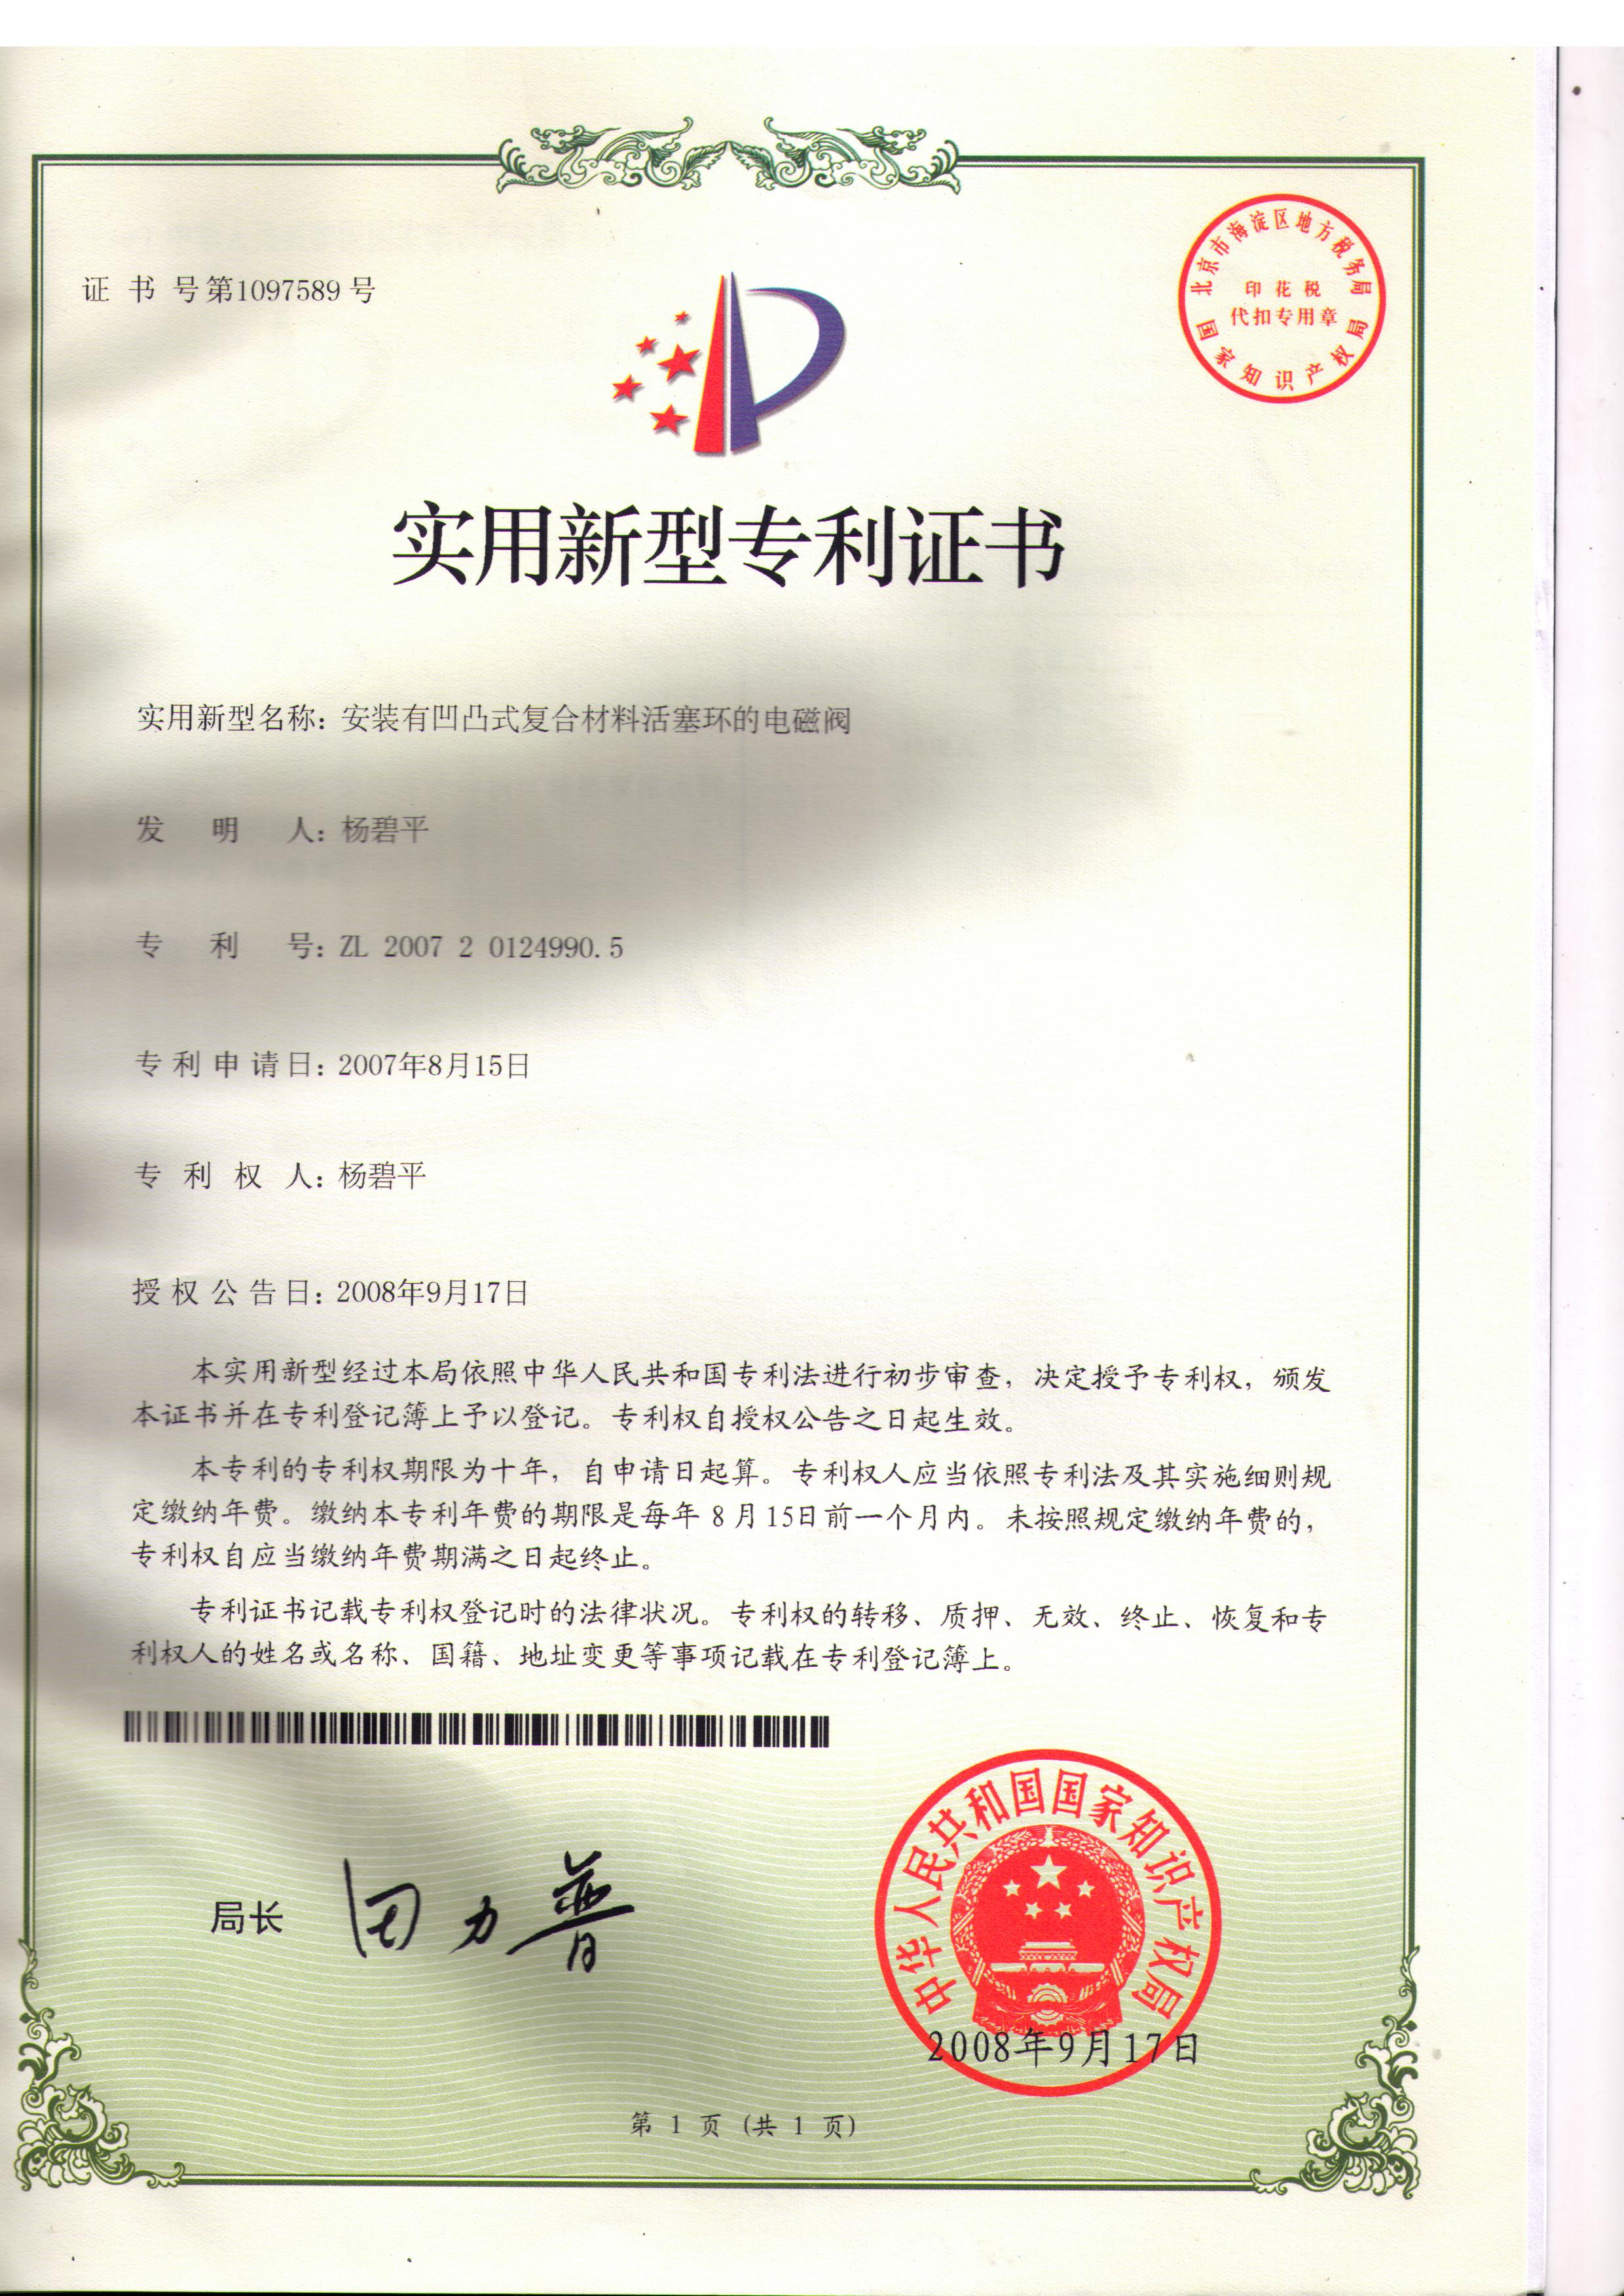 证书号第1097589号
北京市海淀区地方税务局
印花税
代扣专用章
国家知识产权局
实用新型专利证书
实用新型名称：安装有凹凸式复合材料活塞环的电磁阀
发明人：杨碧平
专利号：ZL 2007 2 0124990.5
专利申请日：2007年8月15日
专利权人：杨碧平
授权公告日：2008年9月17日
本实用新型经过本局依照中华人民共和国专利法进行初步审查，决定授予专利权，颁发
本证书并在专利登记簿上予以登记。专利权自授权公告之日起生效。
本专利的专利权期限为十年，自申请日起算。专利权人应当依照专利法及其实施细则规
定缴纳年费。缴纳本专利年费的期限是每年 8 月 15日前一个月内。未按照规定缴纳年费的，
专利权自应当缴纳年费期满之日起终止。
专利证书记载专利权登记时的法律状况。专利权的转移、质押、无效、终止、恢复和专
利权人的姓名或名称、国籍、地址变更等事项记载在专利登记簿上。
局长 田力普
中华人民共和国国家知识产权局
2008年9月17日
第 1 页 (共 1 页)